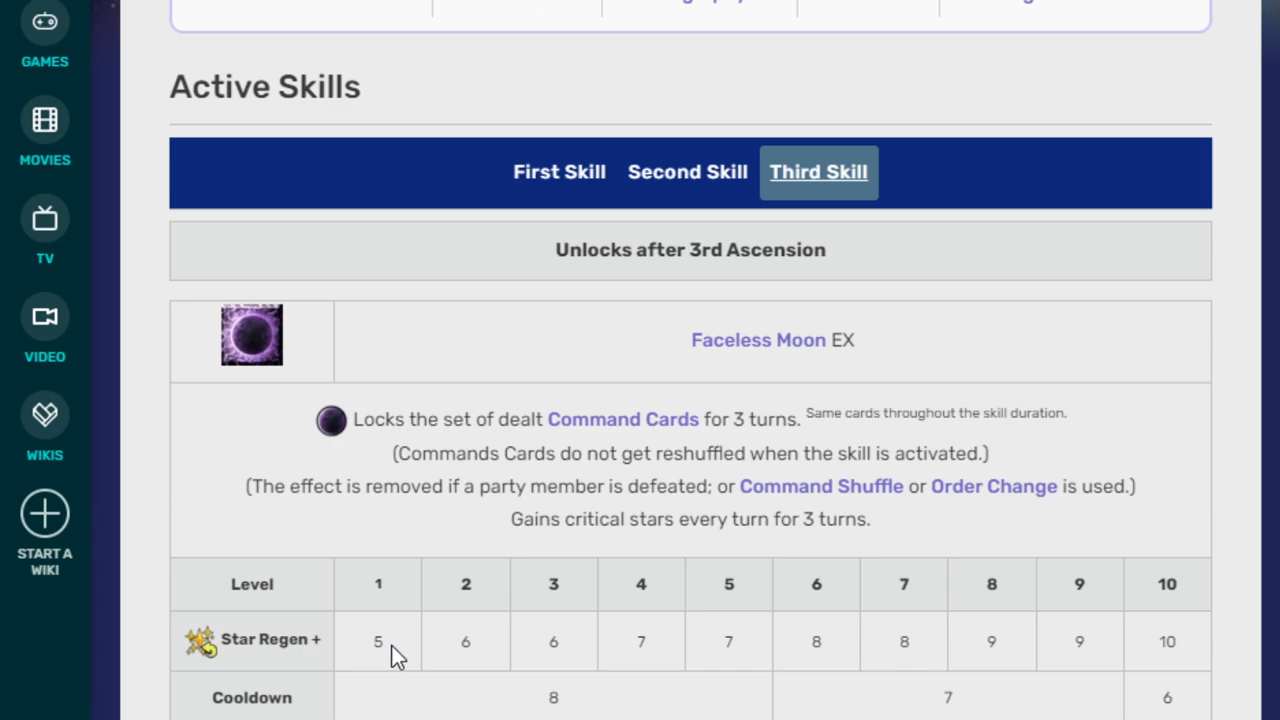 GAMES
MOVIES
TV
VIDEO
WIKIS
START A
WIKI
Active Skills
First Skill Second Skill Third Skill
Unlocks after 3rd Ascension
Faceless Moon EX
Locks the set of dealt Command Cards for 3 turns. Same cards throughout the skill duration.
(Commands Cards do not get reshuffled when the skill is activated.)
(The effect is removed if a party member is defeated; or Command Shuffle or Order Change is used.)
Gains critical stars every turn for 3 turns.
Level 1 2 3 4 5 6 7 8 9 10
Star Regen + 5 6 6 7 7 8 8 9 9 10
Cooldown 8 7 6